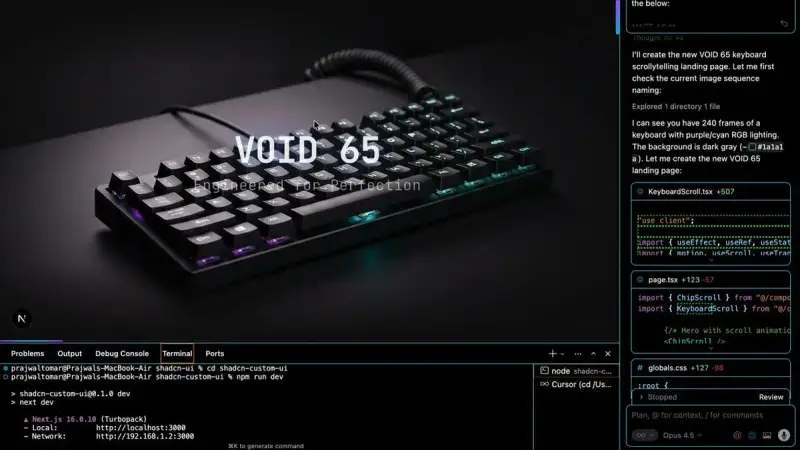 VOID 65
Engineered for Perfection
N
Problems Output Debug Console Terminal Ports
prajwaltomar@Prajwals-MacBook-Air shadcn-ui % cd shadcn-custom-ui
prajwaltomar@Prajwals-MacBook-Air shadcn-custom-ui % npm run dev
> shadcn-custom-ui@0.1.0 dev
> next dev
▲ Next.js 16.0.10 (Turbopack)
- Local: http://localhost:3000
- Network: http://192.168.1.2:3000
⌘K to generate command
node shadcn-c...
Cursor (cd /Us...
the below:
I'll create the new VOID 65 keyboard
scrollytelling landing page. Let me first
check the current image sequence
naming:
Explored 1 directory 1 file
I can see you have 240 frames of a
keyboard with purple/cyan RGB lighting.
The background is dark gray (~ #1a1a1
a ). Let me create the new VOID 65
landing page:
KeyboardScroll.tsx +507
"use client";
import { useEffect, useRef, useStat
import { motion, useScroll, useTran
page.tsx +123 -57
import { ChipScroll } from "@/compo
import { KeyboardScroll } from "@/c
{/* Hero with scroll animatio
<ChipScroll />
# globals.css +127 -98
:root {
> Stopped Review
Plan, @ for context, / for commands
∞ Opus 4.5